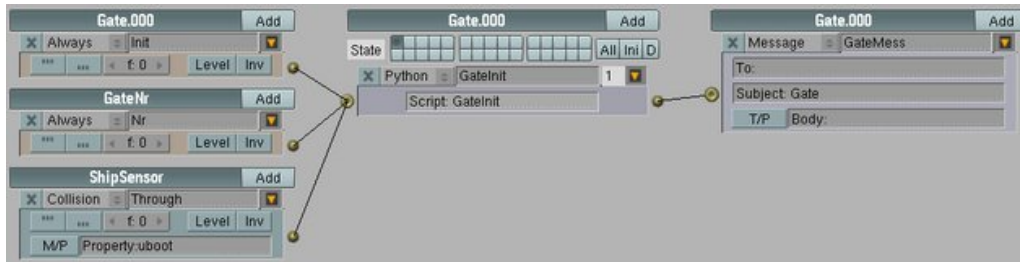 Gate.000 Add
X Always Init
f: 0 Level Inv
GateNr Add
X Always Nr
f: 0 Level Inv
ShipSensor Add
X Collision Through
f: 0 Level Inv
M/P Property:uboot
Gate.000 Add
State All Ini D
X Python GateInit 1
Script: GateInit
Gate.000 Add
X Message GateMess
To:
Subject: Gate
T/P Body: